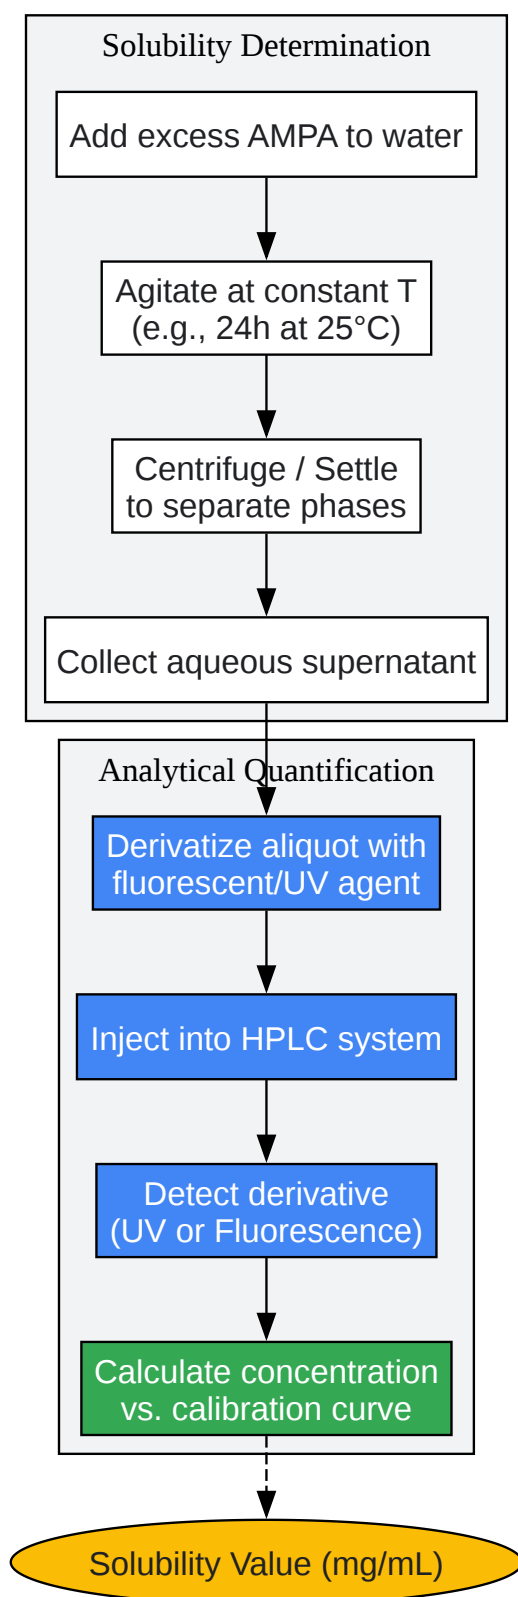 Solubility Determination
Add excess AMPA to water
Agitate at constant T
(e.g., 24h at 25°C)
Centrifuge / Settle
to separate phases
Collect aqueous supernatant
Analytical Quantification
Derivatize aliquot with
fluorescent/UV agent
Inject into HPLC system
Detect derivative
(UV or Fluorescence)
Calculate concentration
vs. calibration curve
Solubility Value (mg/mL)